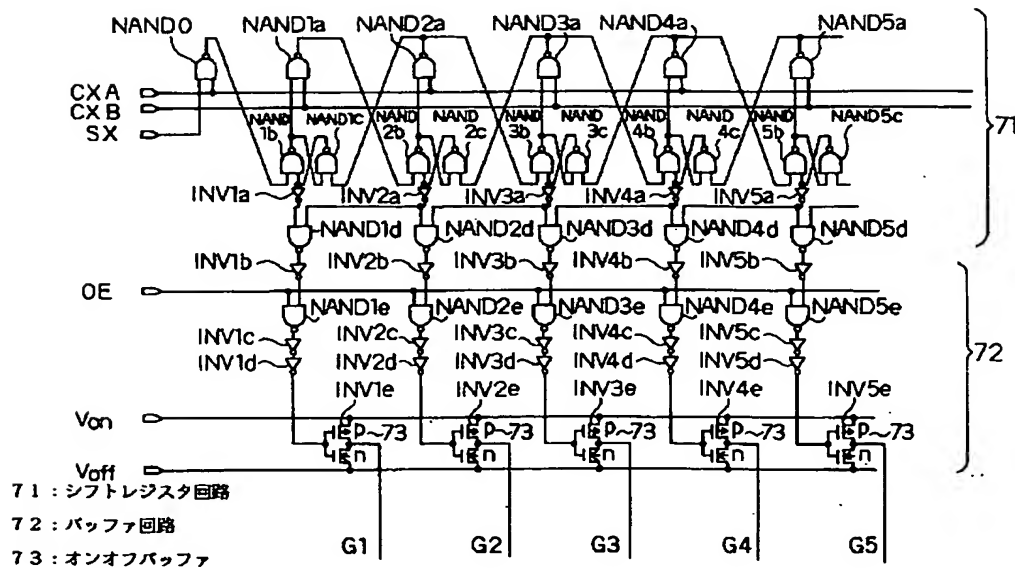 NAND0 NAND1a NAND2a NAND3a NAND4a NAND5a
CXA
CXB
SX
NAND 1b NAND1c NAND 2b NAND 2c NAND 3b NAND 3c NAND 4b NAND 4c NAND 5b NAND5c
71
INV1a INV2a INV3a INV4a INV5a
NAND1d NAND2d NAND3d NAND4d NAND5d
INV1b INV2b INV3b INV4b INV5b
OE
NAND1e NAND2e NAND3e NAND4e NAND5e
INV1c INV2c INV3c INV4c INV5c
72
INV1d INV2d INV3d INV4d INV5d
INV1e INV2e INV3e INV4e INV5e
Von
p~73 p~73 p~73 p~73 p~73
n n n n n
Voff
71:シフトレジスタ回路
72:バッファ回路
73:オンオフバッファ
G1 G2 G3 G4 G5